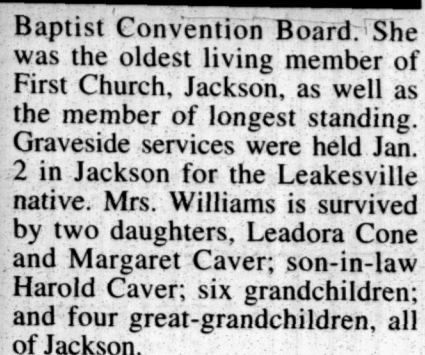 Baptist Convention Board. She
was the oldest living member of
First Church, Jackson, as well as
the member of longest standing.
Graveside services were held Jan.
2 in Jackson for the Leakesville
native. Mrs. Williams is survived
by two daughters, Leadora Cone
and Margaret Caver; son-in-law
Harold Caver; six grandchildren;
and four great-grandchildren, all
of Jackson.